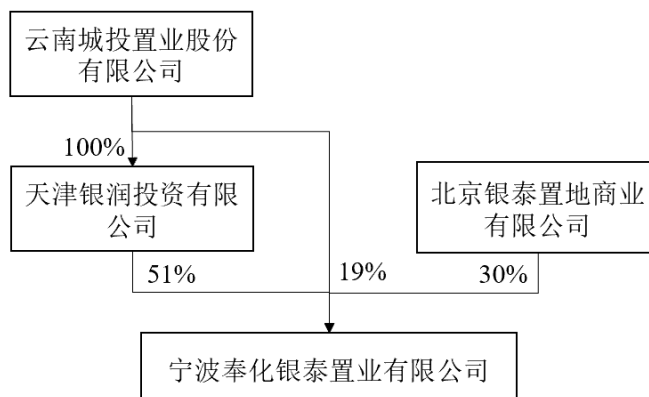 云南城投置业股份
有限公司
100%
天津银润投资有限
公司
北京银泰置地商业
有限公司
51%
19%
30%
宁波奉化银泰置业有限公司